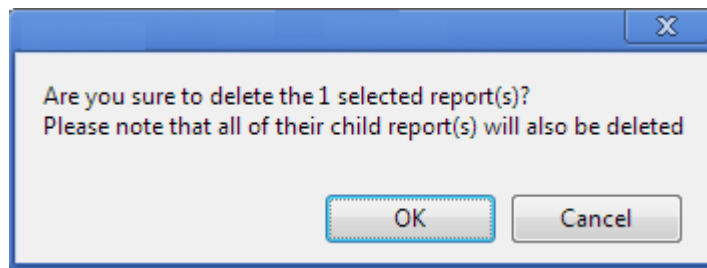 Are you sure to delete the 1 selected report(s)?
Please note that all of their child report(s) will also be deleted
OK Cancel